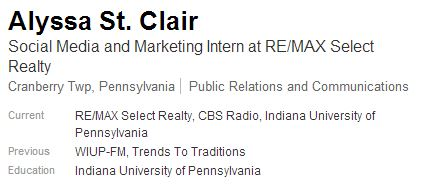 Alyssa St. Clair
Social Media and Marketing Intern at RE/MAX Select
Realty
Cranberry Twp, Pennsylvania | Public Relations and Communications
Current RE/MAX Select Realty, CBS Radio, Indiana University of
Pennsylvania
Previous WIUP-FM, Trends To Traditions
Education Indiana University of Pennsylvania